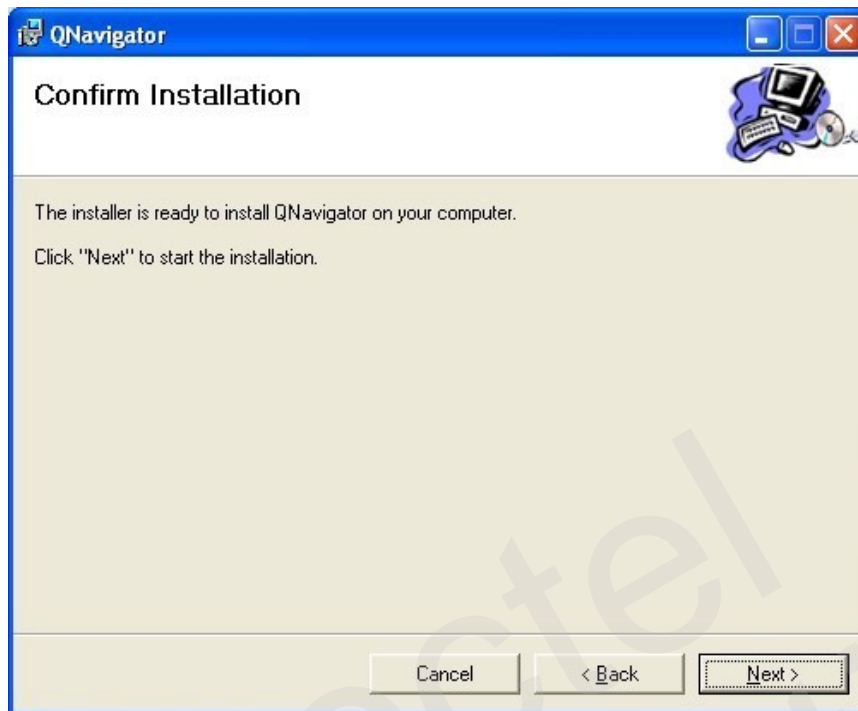 QNavigator
Confirm Installation
The installer is ready to install QNavigator on your computer.
Click "Next" to start the installation.
Cancel
< Back
Next >